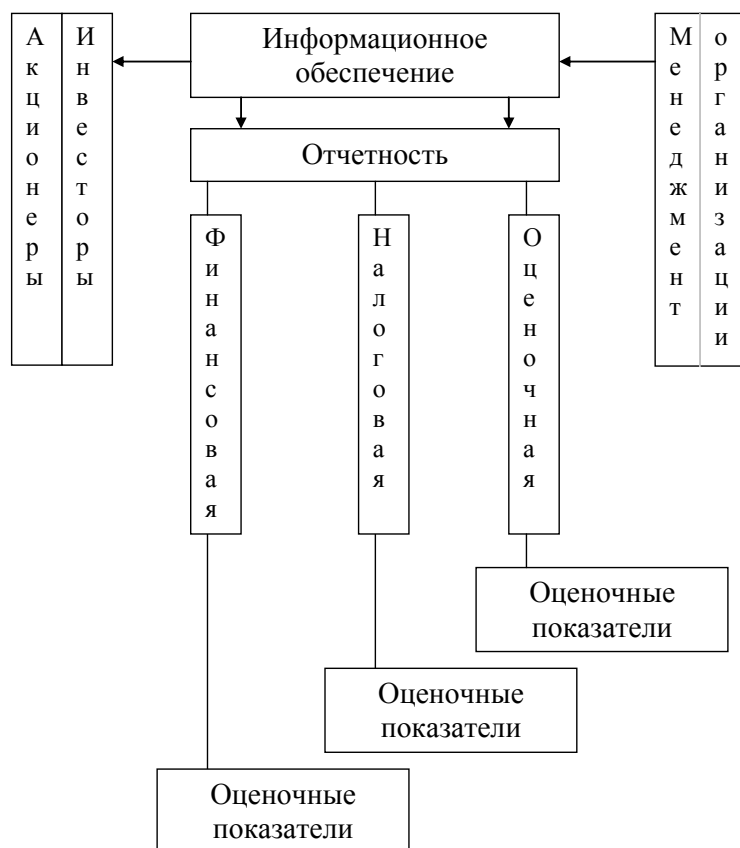 Акционеры
Инвесторы
Информационное
обеспечение
Менеджмент
организации
Отчетность
Финансовая
Налоговая
Оценочная
Оценочные
показатели
Оценочные
показатели
Оценочные
показатели